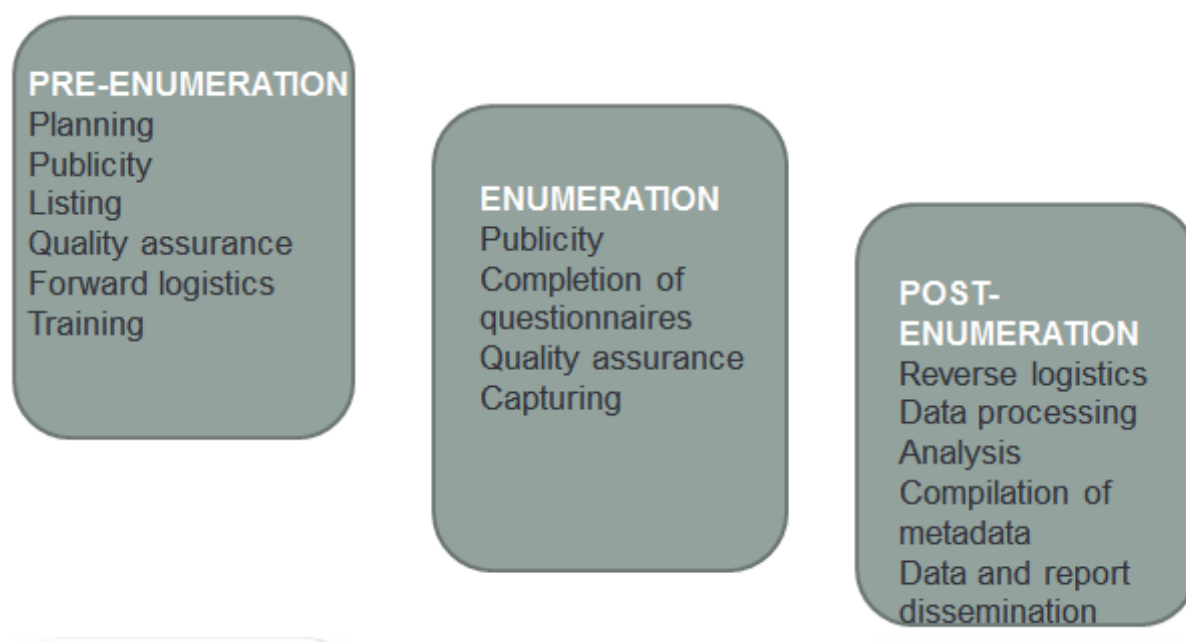 PRE-ENUMERATION
Planning
Publicity
Listing
Quality assurance
Forward logistics
Training
ENUMERATION
Publicity
Completion of
questionnaires
Quality assurance
Capturing
POST-
ENUMERATION
Reverse logistics
Data processing
Analysis
Compilation of
metadata
Data and report
dissemination